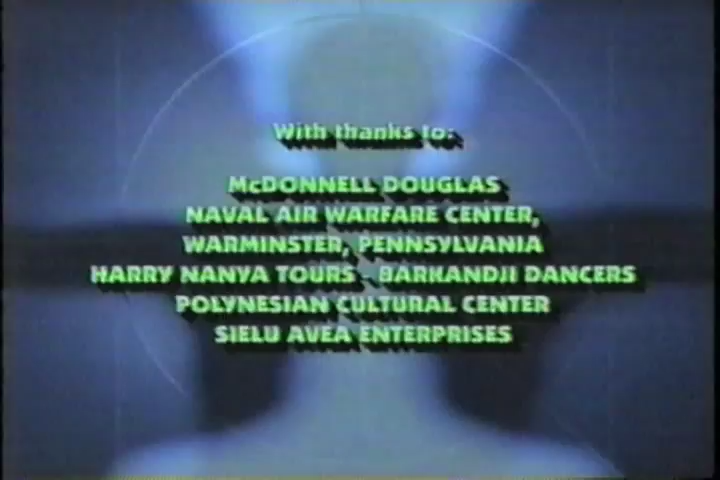 With thanks to:
McDONNELL DOUGLAS
NAVAL AIR WARFARE CENTER,
WARMINSTER, PENNSYLVANIA
HARRY NANYA TOURS - BARKANDJI DANCERS
POLYNESIAN CULTURAL CENTER
SIELU AVEA ENTERPRISES